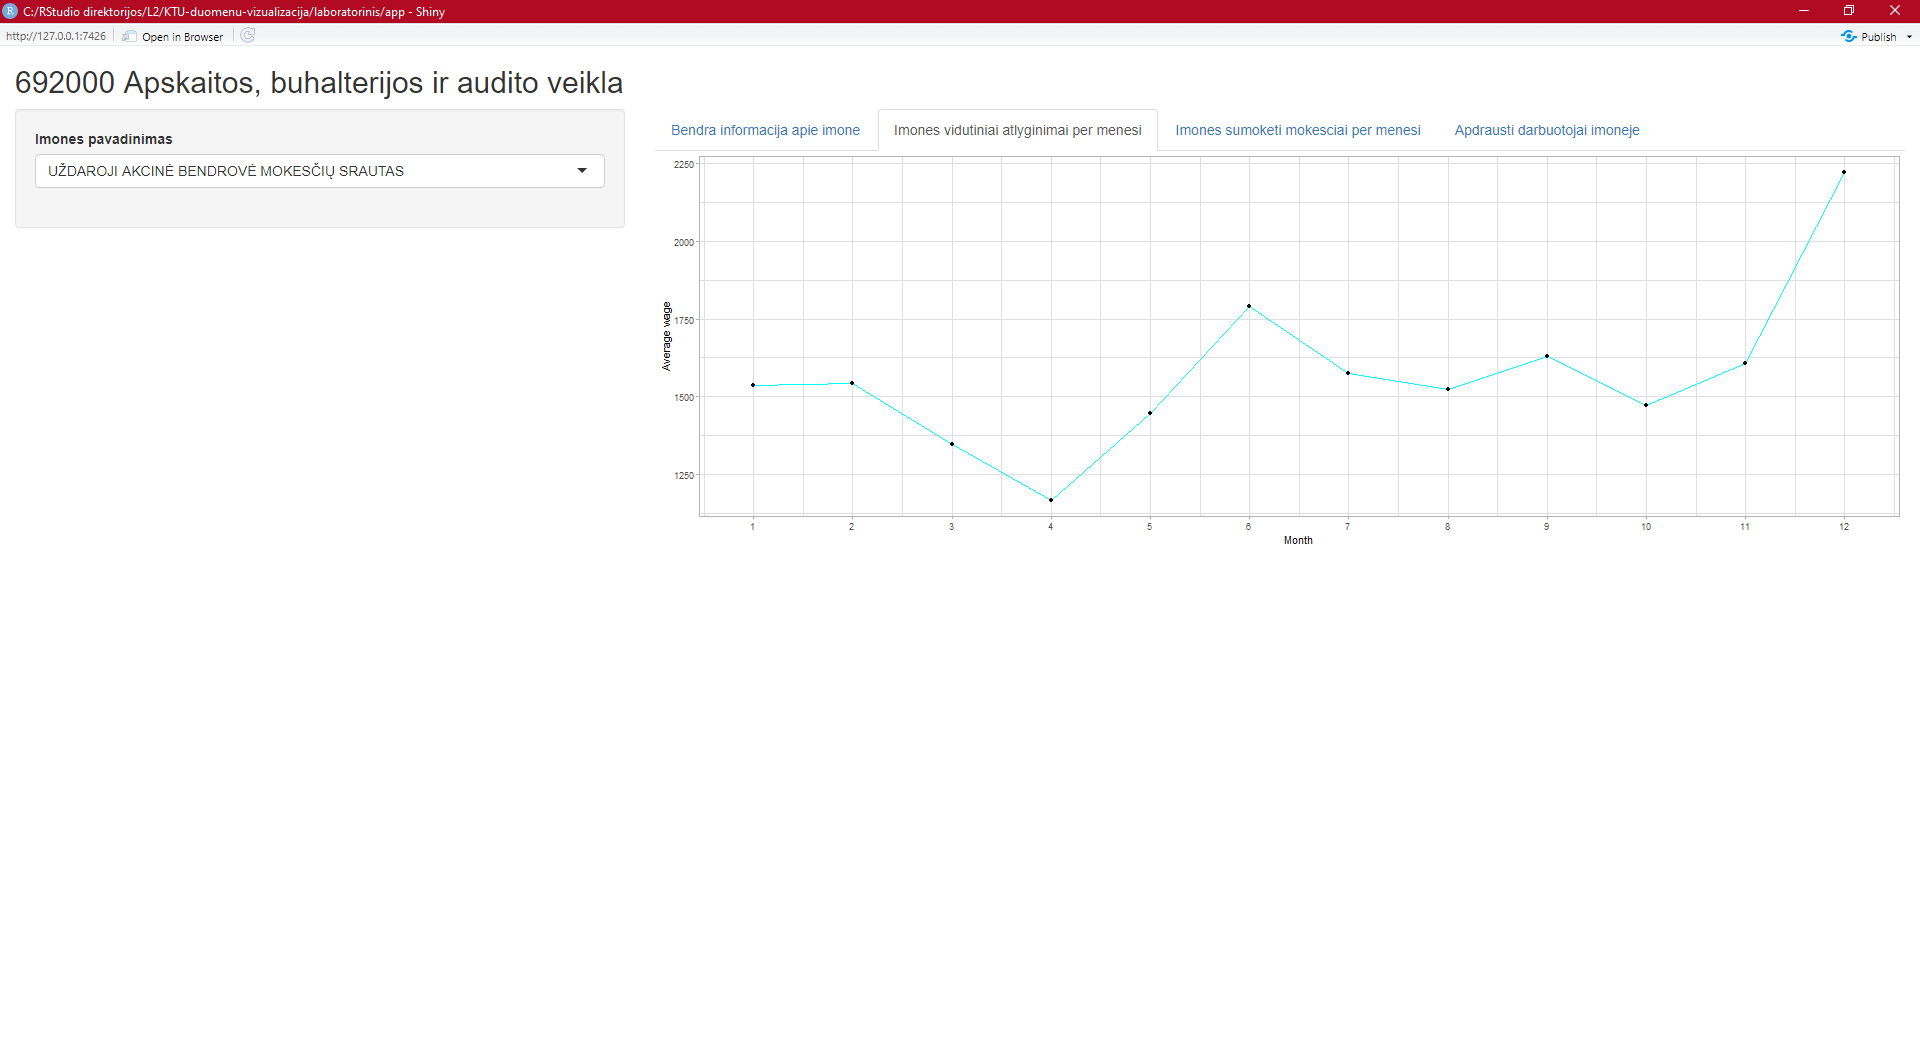 R C:/RStudio direktorijos/L2/KTU-duomenu-vizualizacija/laboratorinis/app - Shiny
http://127.0.0.1:7426 Open in Browser Publish
692000 Apskaitos, buhalterijos ir audito veikla
Imones pavadinimas
UŽDAROJI AKCINĖ BENDROVĖ MOKESČIŲ SRAUTAS
Bendra informacija apie imone Imones vidutiniai atlyginimai per menesi Imones sumoketi mokesciai per menesi Apdrausti darbuotojai imoneje
2250
2000
1750
1500
1250
Average wage
1 2 3 4 5 6 7 8 9 10 11 12
Month